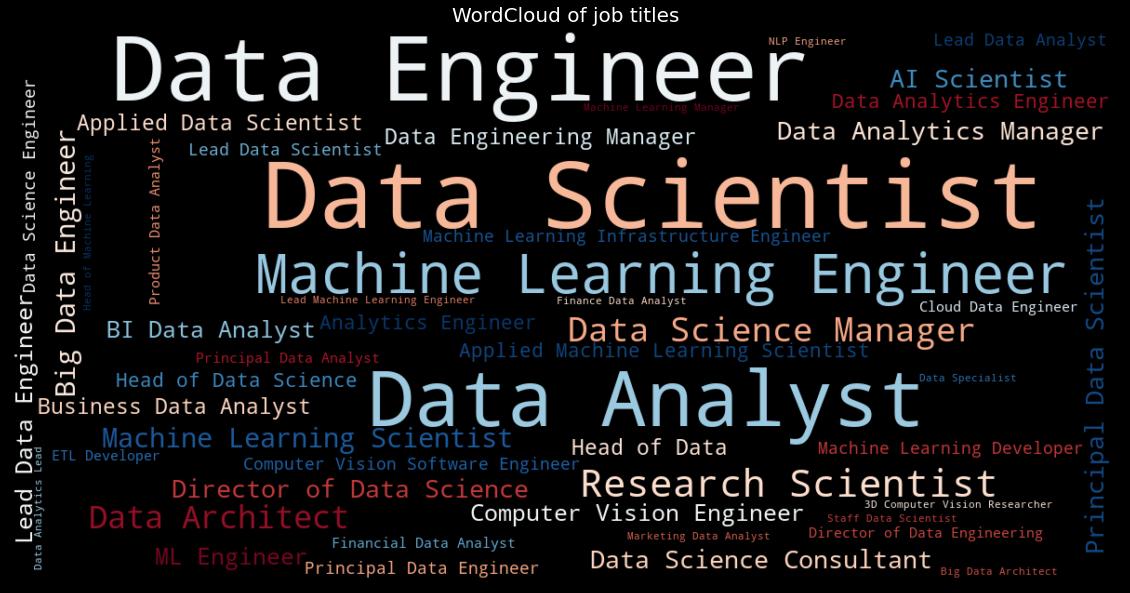 WordCloud of job titles
Data Engineer
NLP Engineer
Lead Data Analyst
AI Scientist
Data Analytics Engineer
Machine Learning Manager
Applied Data Scientist
Data Engineering Manager
Data Analytics Manager
Lead Data Scientist
Data Scientist
Machine Learning Infrastructure Engineer
Machine Learning Engineer
Lead Machine Learning Engineer
Finance Data Analyst
Cloud Data Engineer
BI Data Analyst
Analytics Engineer
Data Science Manager
Applied Machine Learning Scientist
Principal Data Analyst
Head of Data Science
Data Analyst
Data Specialist
Business Data Analyst
Machine Learning Scientist
Head of Data
Machine Learning Developer
ETL Developer
Computer Vision Software Engineer
Director of Data Science
Research Scientist
3D Computer Vision Researcher
Data Architect
Computer Vision Engineer
Staff Data Scientist
Marketing Data Analyst
Director of Data Engineering
Financial Data Analyst
ML Engineer
Principal Data Engineer
Data Science Consultant
Big Data Architect
Data Science Engineer
Lead Data Engineer
Data Analytics Lead
Big Data Engineer
Head of Machine Learning
Product Data Analyst
Principal Data Scientist